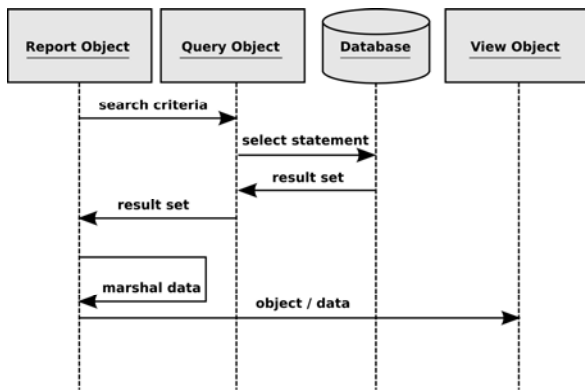 Report Object
Query Object
Database
View Object
search criteria
select statement
result set
result set
marshal data
object / data